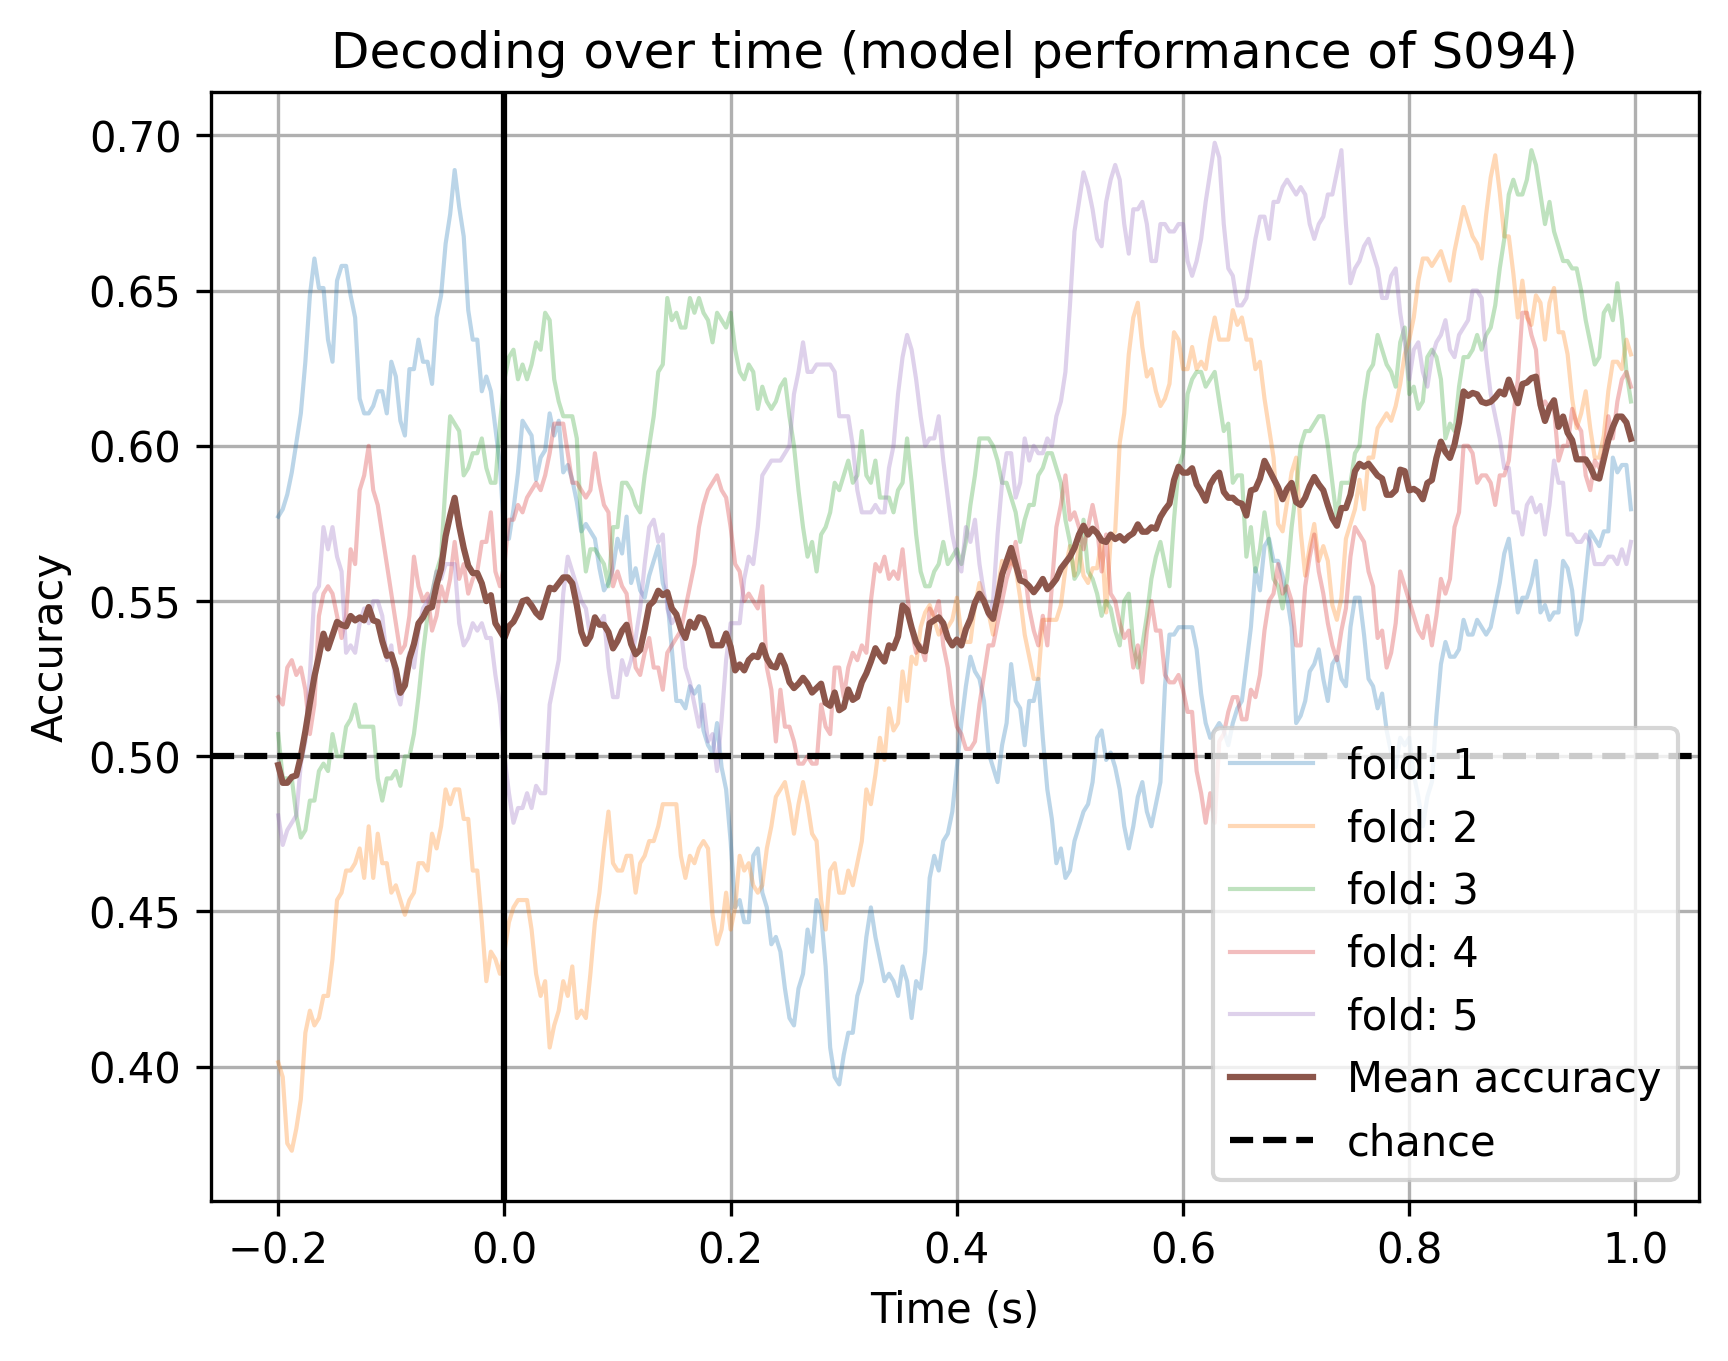 Decoding over time (model performance of S094)
Accuracy
0.70
0.65
0.60
0.55
0.50
0.45
0.40
fold: 1
fold: 2
fold: 3
fold: 4
fold: 5
Mean accuracy
chance
−0.2 0.0 0.2 0.4 0.6 0.8 1.0
Time (s)